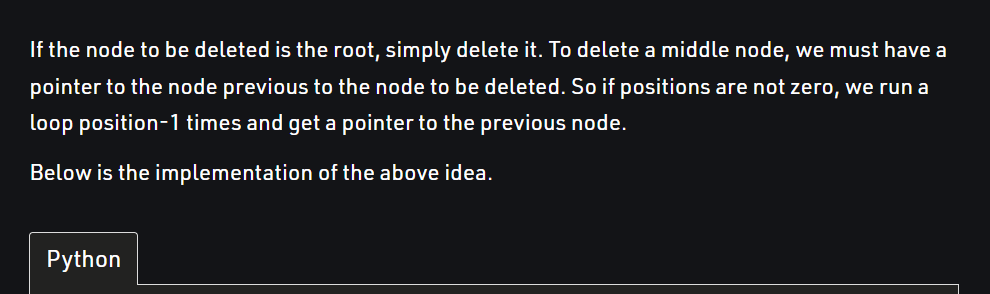 If the node to be deleted is the root, simply delete it. To delete a middle node, we must have a
pointer to the node previous to the node to be deleted. So if positions are not zero, we run a
loop position-1 times and get a pointer to the previous node.
Below is the implementation of the above idea.
Python